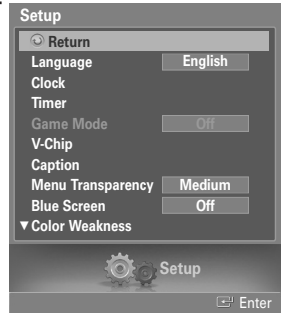 Setup
Return
Language English
Clock
Timer
Game Mode Off
V-Chip
Caption
Menu Transparency Medium
Blue Screen Off
▼ Color Weakness
Setup
Enter